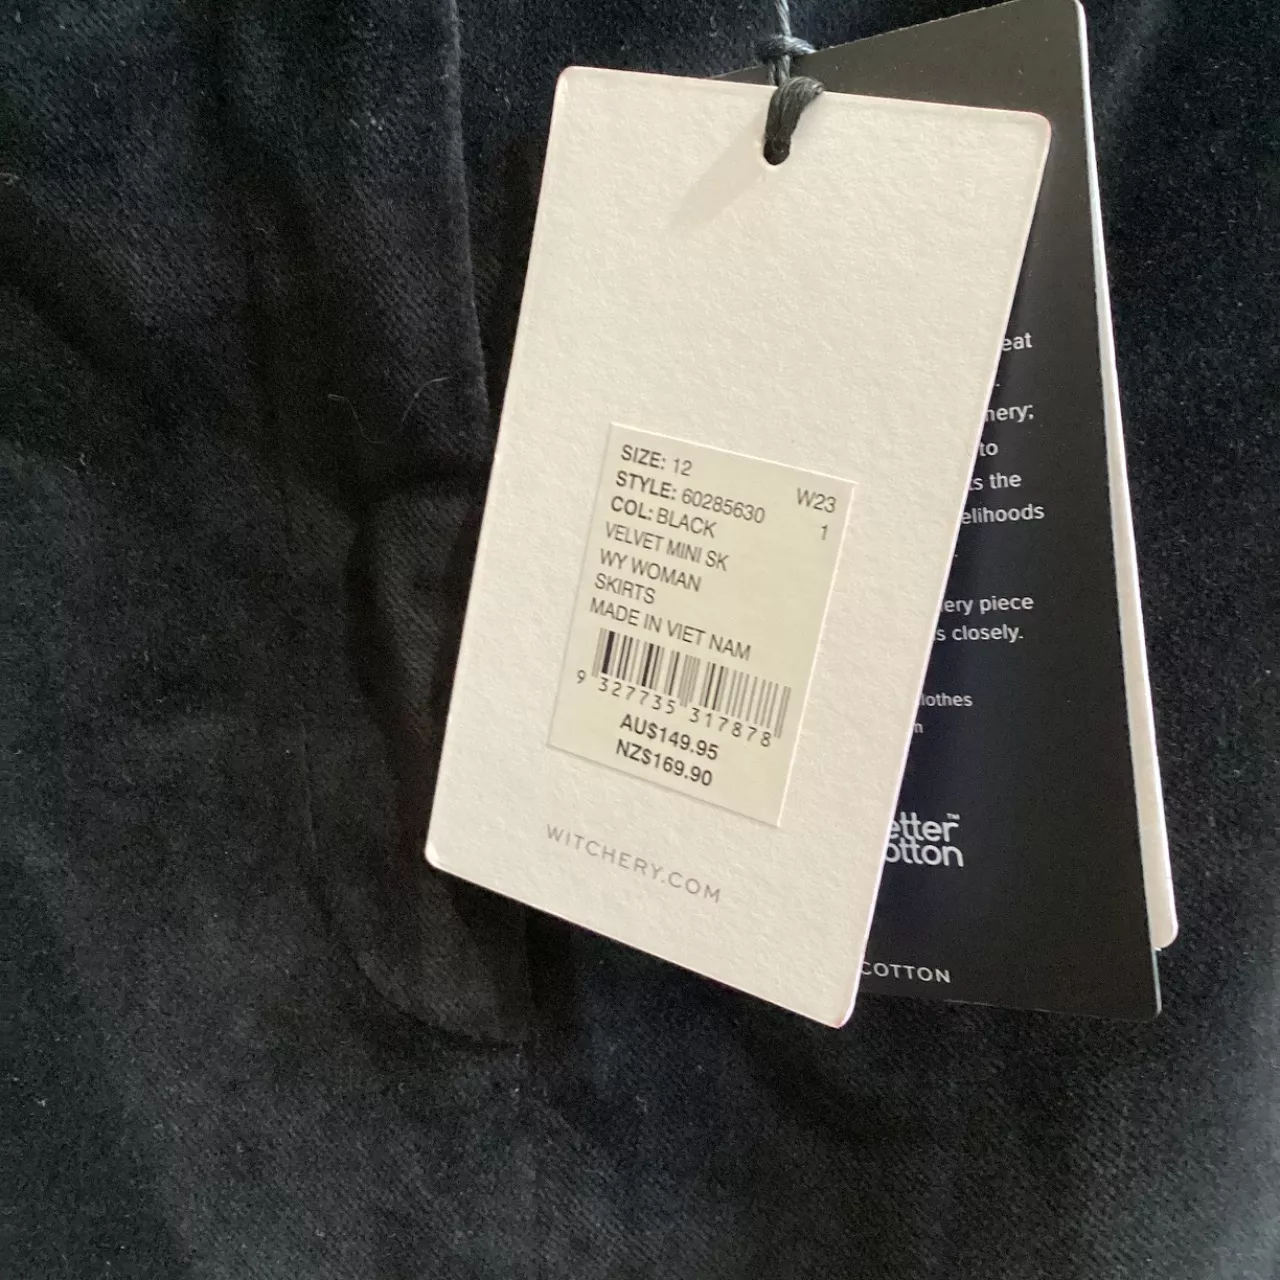 SIZE: 12
STYLE: 60285630 W23
COL: BLACK 1
VELVET MINI SK
WY WOMAN
SKIRTS
MADE IN VIET NAM
9 327735 317878
AU$149.95
NZ$169.90
WITCHERY.COM
eat
.
hery;
to
ts the
elihoods
.
ery piece
s closely.
lothes
n
etter™
otton
COTTON